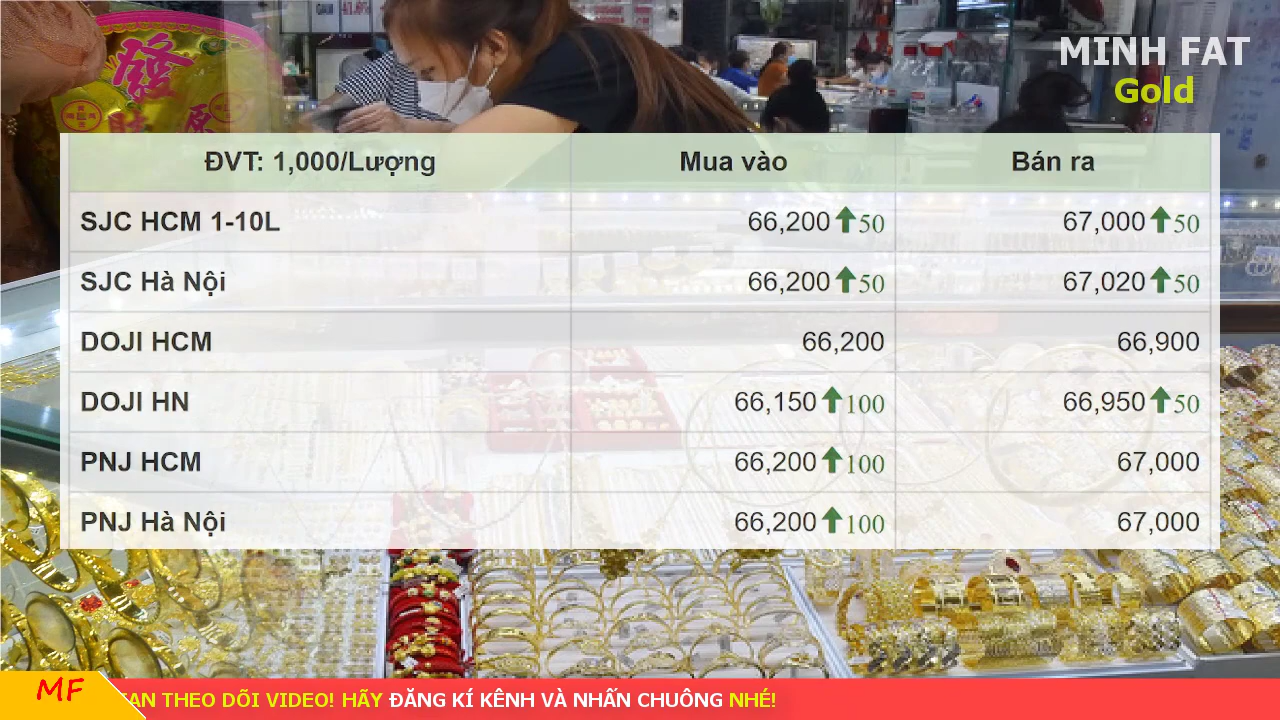 MINH FAT
Gold
ĐVT: 1,000/Lượng Mua vào Bán ra
SJC HCM 1-10L 66,200 50 67,000 50
SJC Hà Nội 66,200 50 67,020 50
DOJI HCM 66,200 66,900
DOJI HN 66,150 100 66,950 50
PNJ HCM 66,200 100 67,000
PNJ Hà Nội 66,200 100 67,000
MF THEO DÕI VIDEO! HÃY ĐĂNG KÍ KÊNH VÀ NHẤN CHUÔNG NHÉ!